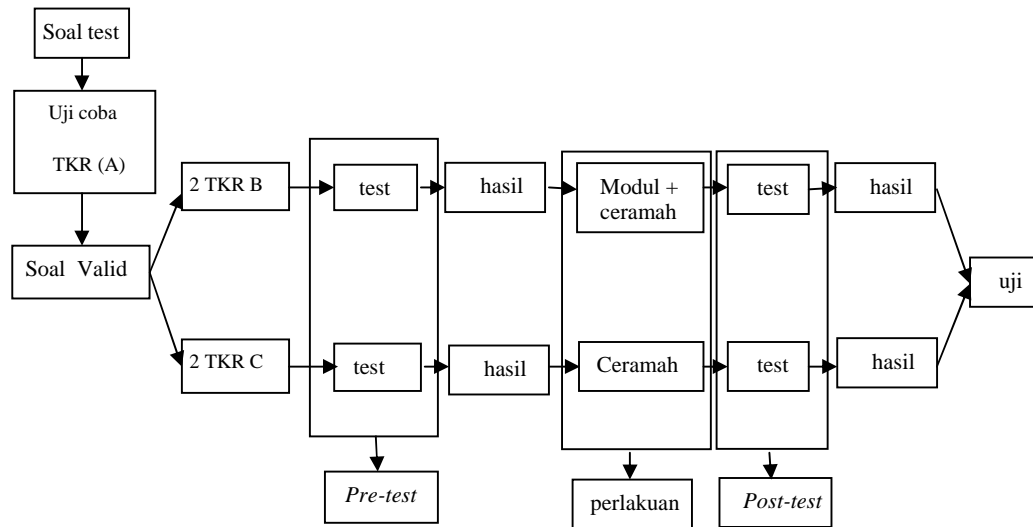 Soal test
Uji coba
TKR (A)
Soal Valid
2 TKR B
test
hasil
Modul +
ceramah
test
hasil
uji
2 TKR C
test
hasil
Ceramah
test
hasil
Pre-test
perlakuan
Post-test